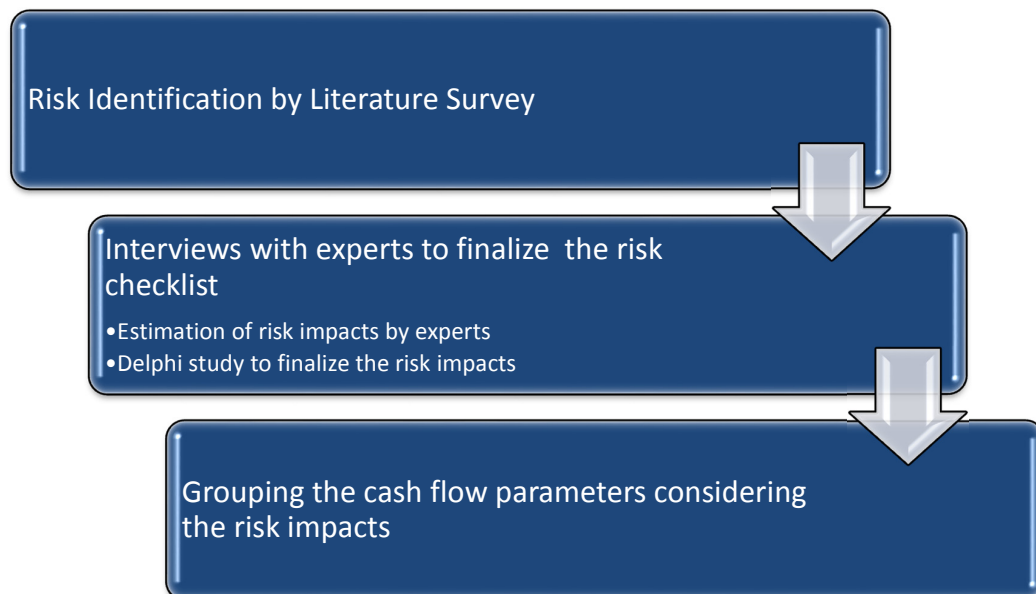 Risk Identification by Literature Survey
Interviews with experts to finalize  the risk
checklist
•Estimation of risk impacts by experts
•Delphi study to finalize the risk impacts
Grouping the cash flow parameters considering
the risk impacts